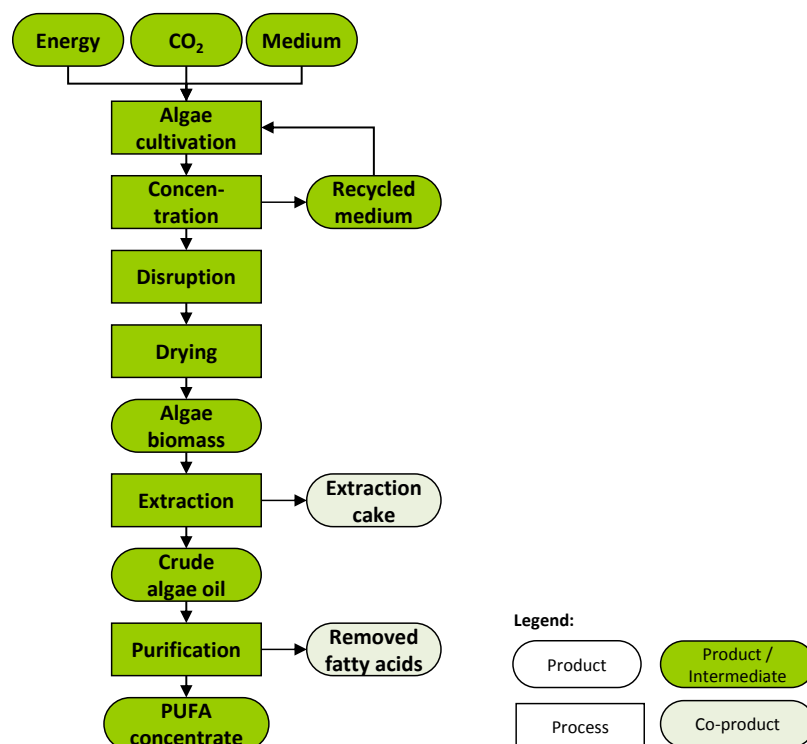 Energy
CO₂
Medium
Algae
cultivation
Concen-
tration
Recycled
medium
Disruption
Drying
Algae
biomass
Extraction
Extraction
cake
Crude
algae oil
Purification
Removed
fatty acids
PUFA
concentrate
Legend:
Product
Product /
Intermediate
Process
Co-product